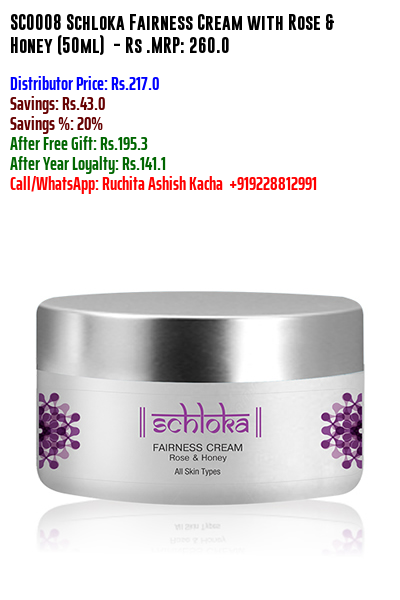 SC0008 Schloka Fairness Cream with Rose &
Honey (50ml) - Rs .MRP: 260.0
Distributor Price: Rs.217.0
Savings: Rs.43.0
Savings %: 20%
After Free Gift: Rs.195.3
After Year Loyalty: Rs.141.1
Call/WhatsApp: Ruchita Ashish Kacha +919228812991
schloka
FAIRNESS CREAM
Rose & Honey
All Skin Types